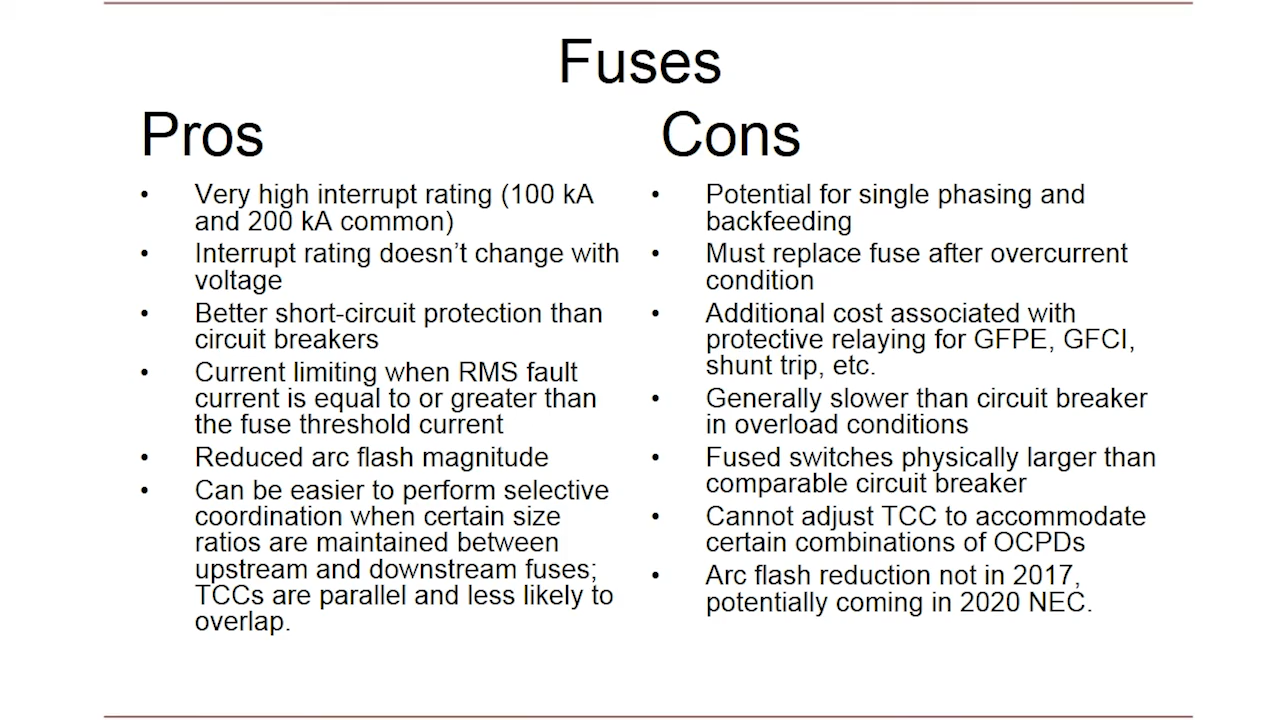 Fuses
Pros
• Very high interrupt rating (100 kA
and 200 kA common)
• Interrupt rating doesn’t change with
voltage
• Better short-circuit protection than
circuit breakers
• Current limiting when RMS fault
current is equal to or greater than
the fuse threshold current
• Reduced arc flash magnitude
• Can be easier to perform selective
coordination when certain size
ratios are maintained between
upstream and downstream fuses;
TCCs are parallel and less likely to
overlap.
Cons
• Potential for single phasing and
backfeeding
• Must replace fuse after overcurrent
condition
• Additional cost associated with
protective relaying for GFPE, GFCI,
shunt trip, etc.
• Generally slower than circuit breaker
in overload conditions
• Fused switches physically larger than
comparable circuit breaker
• Cannot adjust TCC to accommodate
certain combinations of OCPDs
• Arc flash reduction not in 2017,
potentially coming in 2020 NEC.